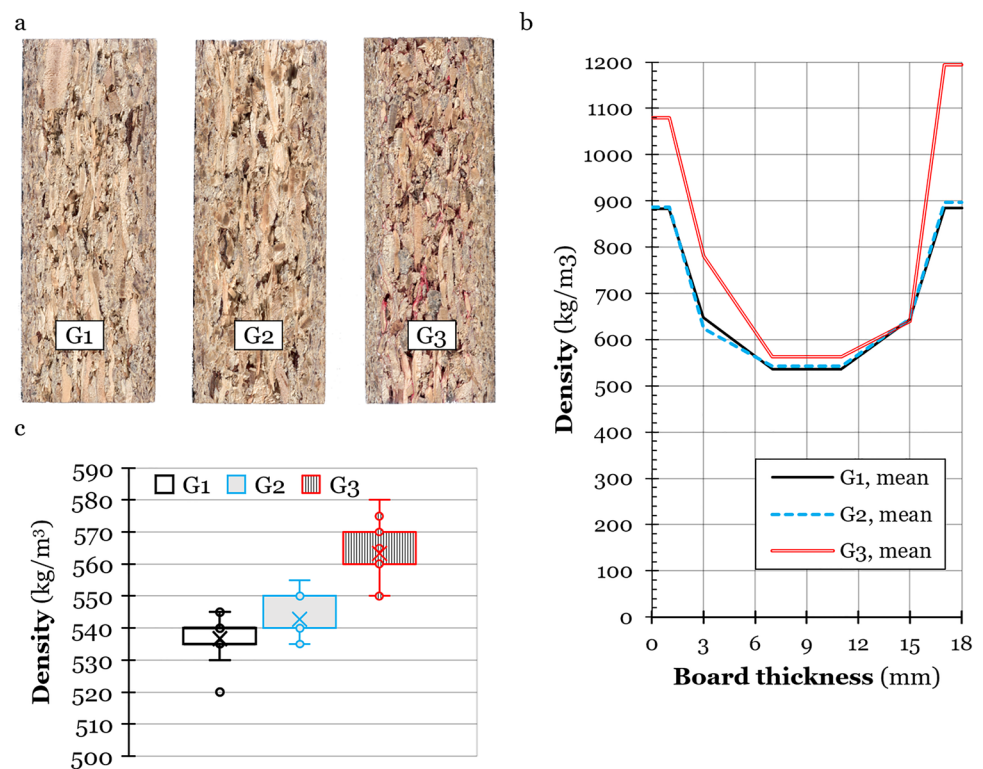 a
G1
G2
G3
b
1200
1100
1000
900
800
700
600
500
400
300
200
100
0
Density (kg/m3)
G1, mean
G2, mean
G3, mean
0 3 6 9 12 15 18
Board thickness (mm)
c
590
580
570
560
550
540
530
520
510
500
Density (kg/m³)
G1 G2 G3